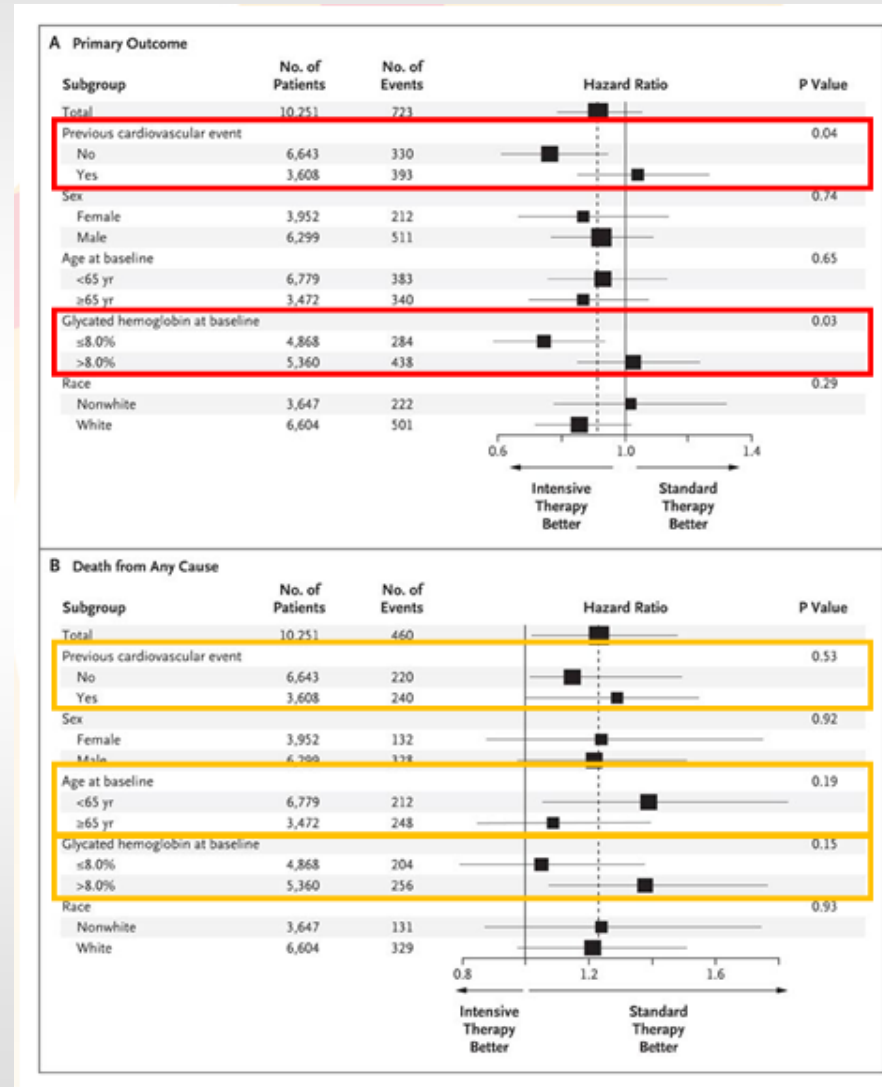 A Primary Outcome
Subgroup No. of Patients No. of Events Hazard Ratio P Value
Total 10,251 723
Previous cardiovascular event 0.04
No 6,643 330
Yes 3,608 393
Sex 0.74
Female 3,952 212
Male 6,299 511
Age at baseline 0.65
<65 yr 6,779 383
≥65 yr 3,472 340
Glycated hemoglobin at baseline 0.03
≤8.0% 4,868 284
>8.0% 5,360 438
Race 0.29
Nonwhite 3,647 222
White 6,604 501
0.6 1.0 1.4
Intensive Therapy Better Standard Therapy Better
B Death from Any Cause
Subgroup No. of Patients No. of Events Hazard Ratio P Value
Total 10,251 460
Previous cardiovascular event 0.53
No 6,643 220
Yes 3,608 240
Sex 0.92
Female 3,952 132
Male 6,299 328
Age at baseline 0.19
<65 yr 6,779 212
≥65 yr 3,472 248
Glycated hemoglobin at baseline 0.15
≤8.0% 4,868 204
>8.0% 5,360 256
Race 0.93
Nonwhite 3,647 131
White 6,604 329
0.8 1.2 1.6
Intensive Therapy Better Standard Therapy Better